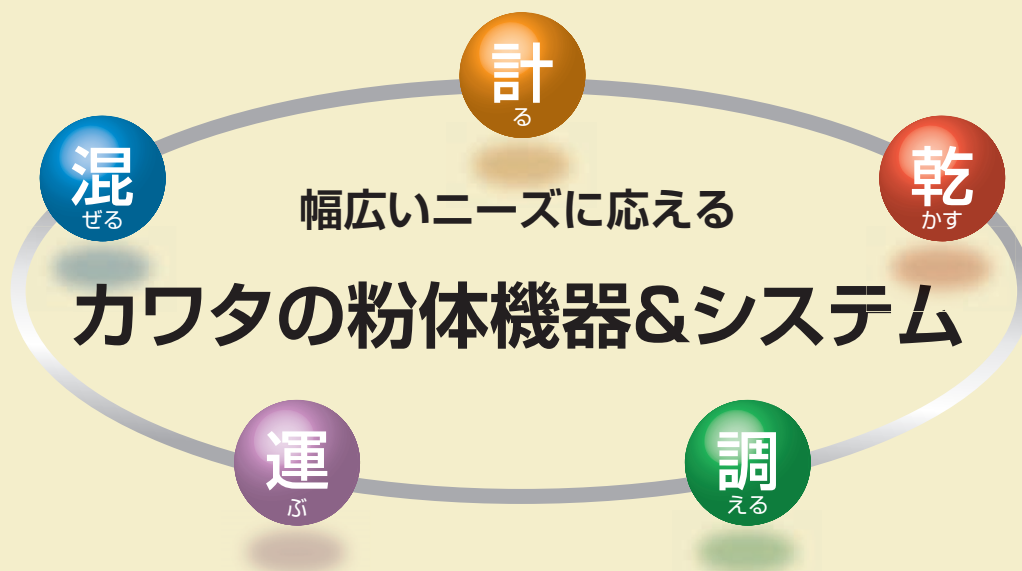 計
る
混
ぜる
乾
かす
幅広いニーズに応える
カワタの粉体機器&システム
運
ぶ
調
える